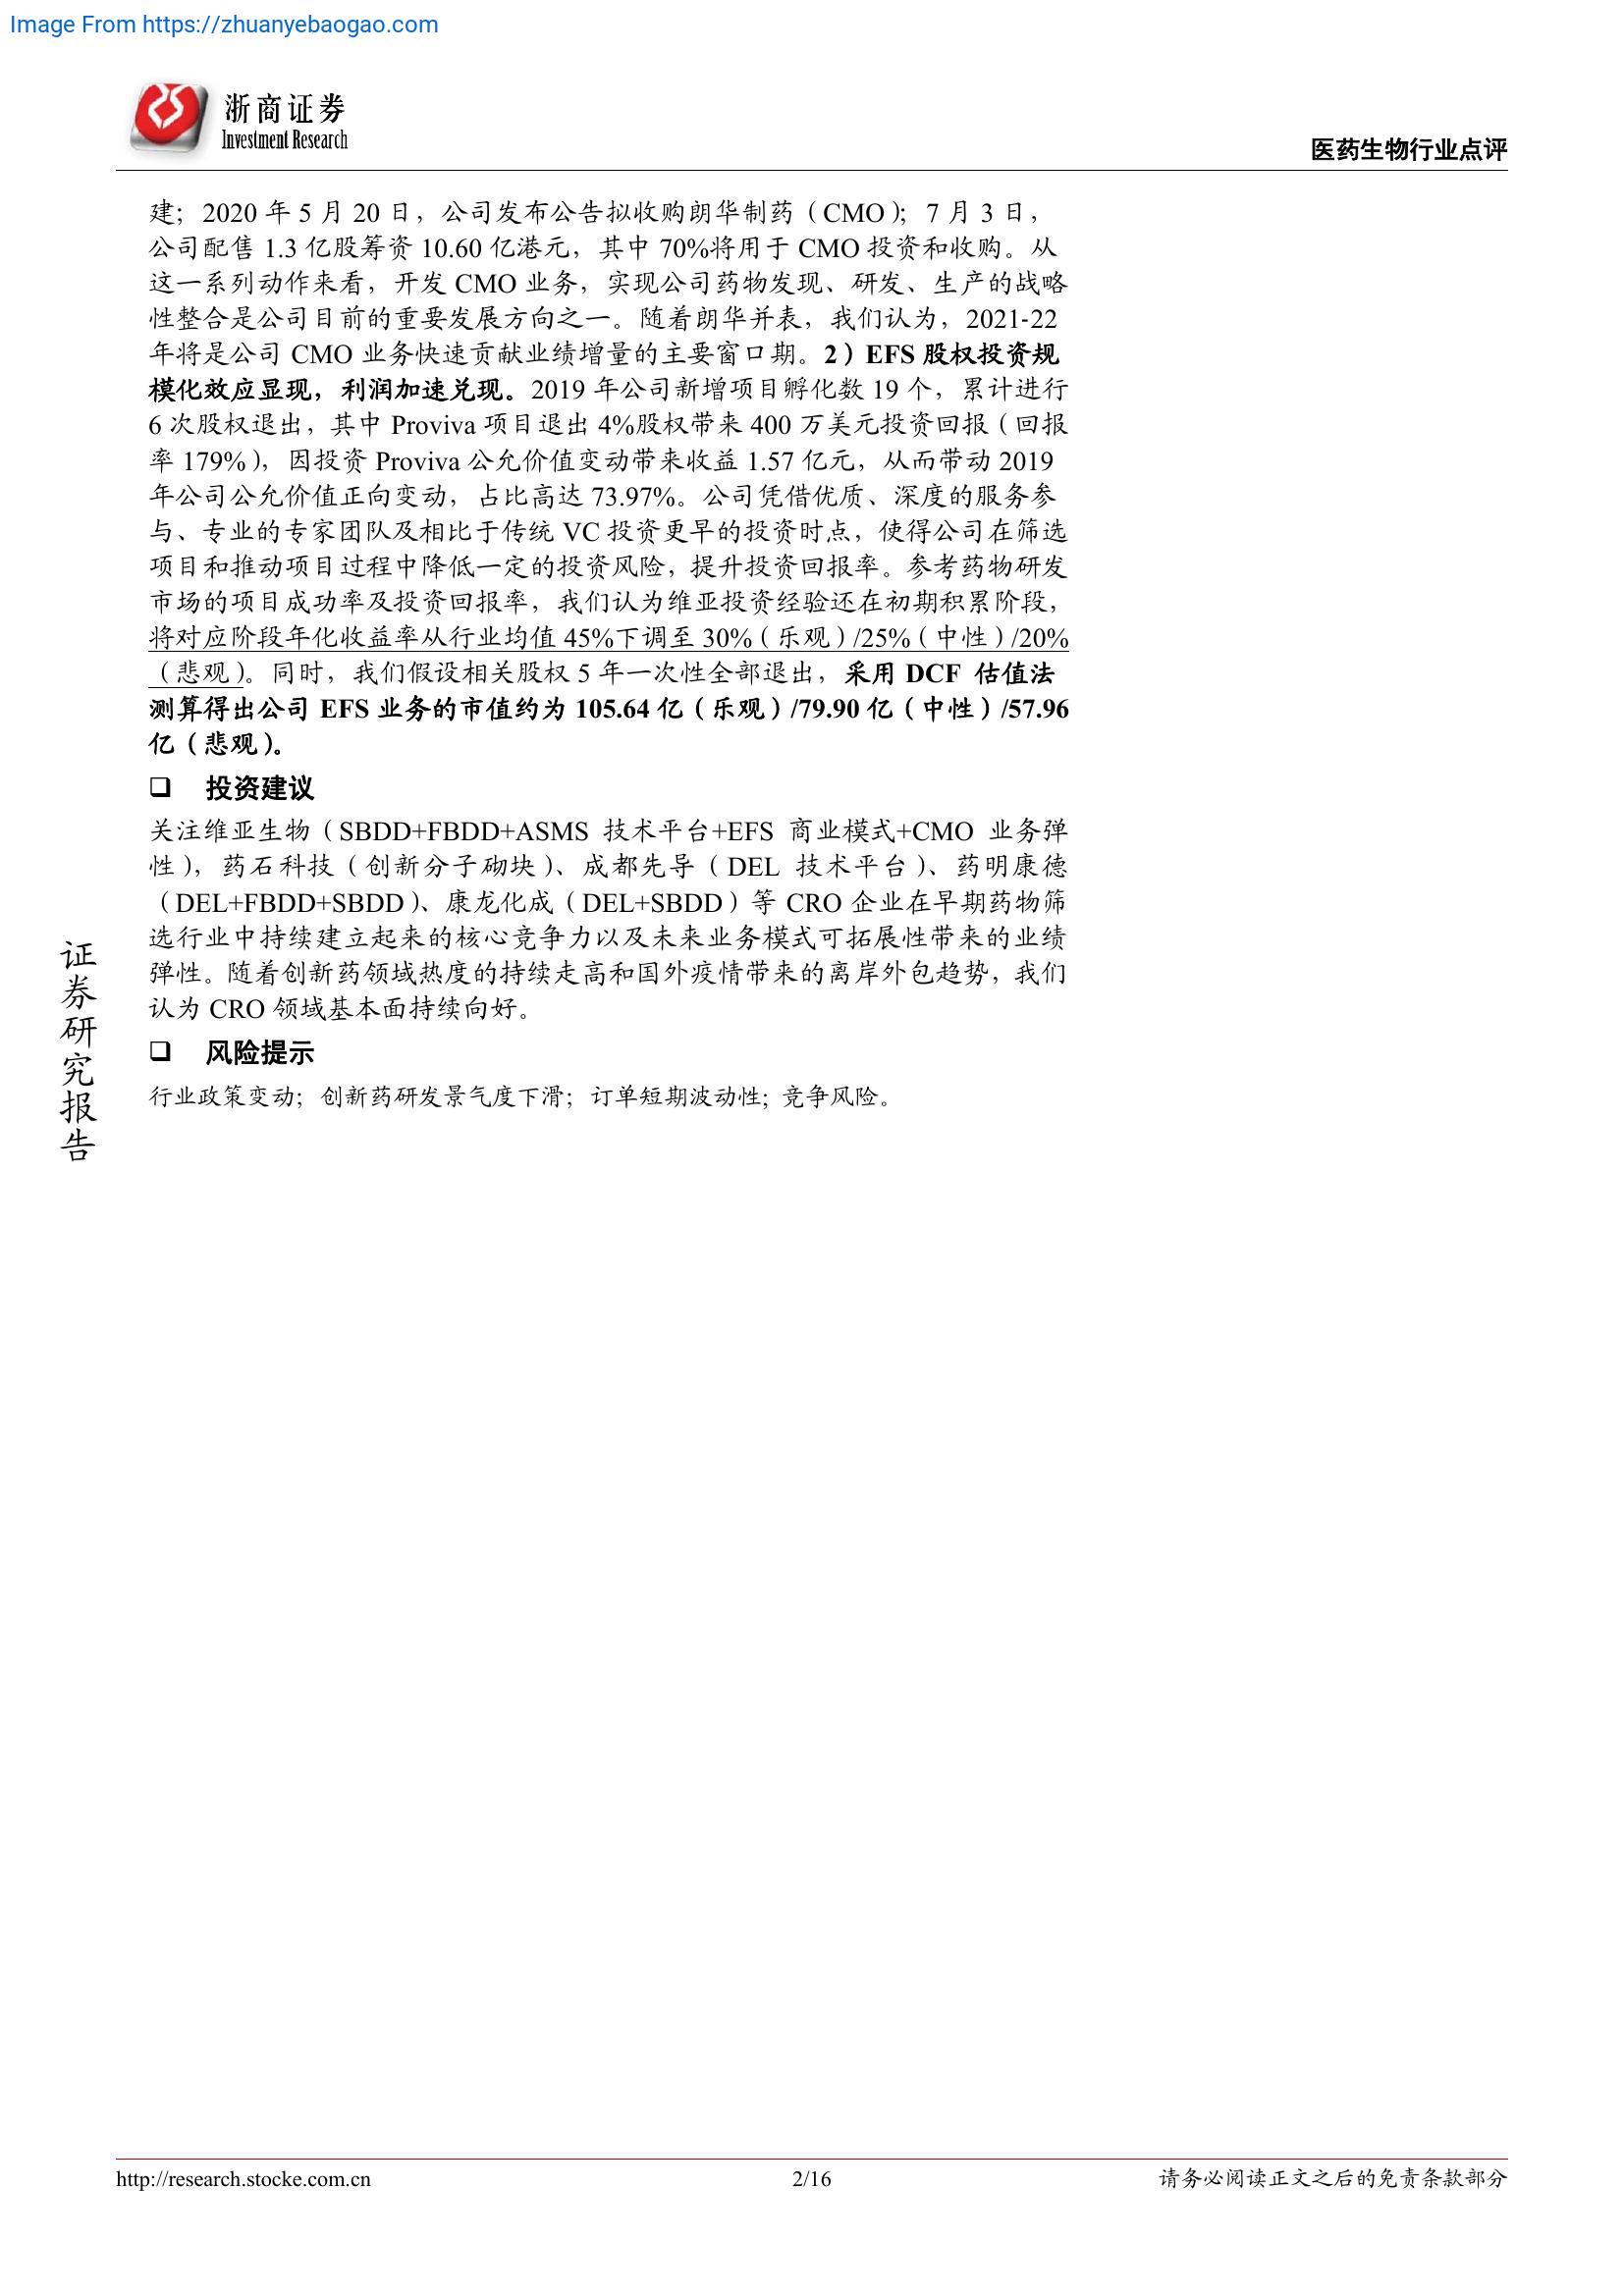 Image From https://zhuanyebaogao.com
浙商证券
Investment Research
医药生物行业点评
建；2020 年 5 月 20 日，公司发布公告拟收购朗华制药（CMO）；7 月 3 日，
公司配售 1.3 亿股筹资 10.60 亿港元，其中 70%将用于 CMO 投资和收购。从
这一系列动作来看，开发 CMO 业务，实现公司药物发现、研发、生产的战略
性整合是公司目前的重要发展方向之一。随着朗华并表，我们认为，2021-22
年将是公司 CMO 业务快速贡献业绩增量的主要窗口期。2）EFS 股权投资规
模化效应显现，利润加速兑现。2019 年公司新增项目孵化数 19 个，累计进行
6 次股权退出，其中 Proviva 项目退出 4%股权带来 400 万美元投资回报（回报
率 179%），因投资 Proviva 公允价值变动带来收益 1.57 亿元，从而带动 2019
年公司公允价值正向变动，占比高达 73.97%。公司凭借优质、深度的服务参
与、专业的专家团队及相比于传统 VC 投资更早的投资时点，使得公司在筛选
项目和推动项目过程中降低一定的投资风险，提升投资回报率。参考药物研发
市场的项目成功率及投资回报率，我们认为维亚投资经验还在初期积累阶段，
将对应阶段年化收益率从行业均值 45%下调至 30%（乐观）/25%（中性）/20%
（悲观）。同时，我们假设相关股权 5 年一次性全部退出，采用 DCF 估值法
测算得出公司 EFS 业务的市值约为 105.64 亿（乐观）/79.90 亿（中性）/57.96
亿（悲观）。
❑ 投资建议
关注维亚生物（SBDD+FBDD+ASMS 技术平台+EFS 商业模式+CMO 业务弹
性），药石科技（创新分子砌块）、成都先导（DEL 技术平台）、药明康德
（DEL+FBDD+SBDD）、康龙化成（DEL+SBDD）等 CRO 企业在早期药物筛
选行业中持续建立起来的核心竞争力以及未来业务模式可拓展性带来的业绩
弹性。随着创新药领域热度的持续走高和国外疫情带来的离岸外包趋势，我们
认为 CRO 领域基本面持续向好。
❑ 风险提示
行业政策变动；创新药研发景气度下滑；订单短期波动性；竞争风险。
证券研究报告
http://research.stocke.com.cn
2/16
请务必阅读正文之后的免责条款部分